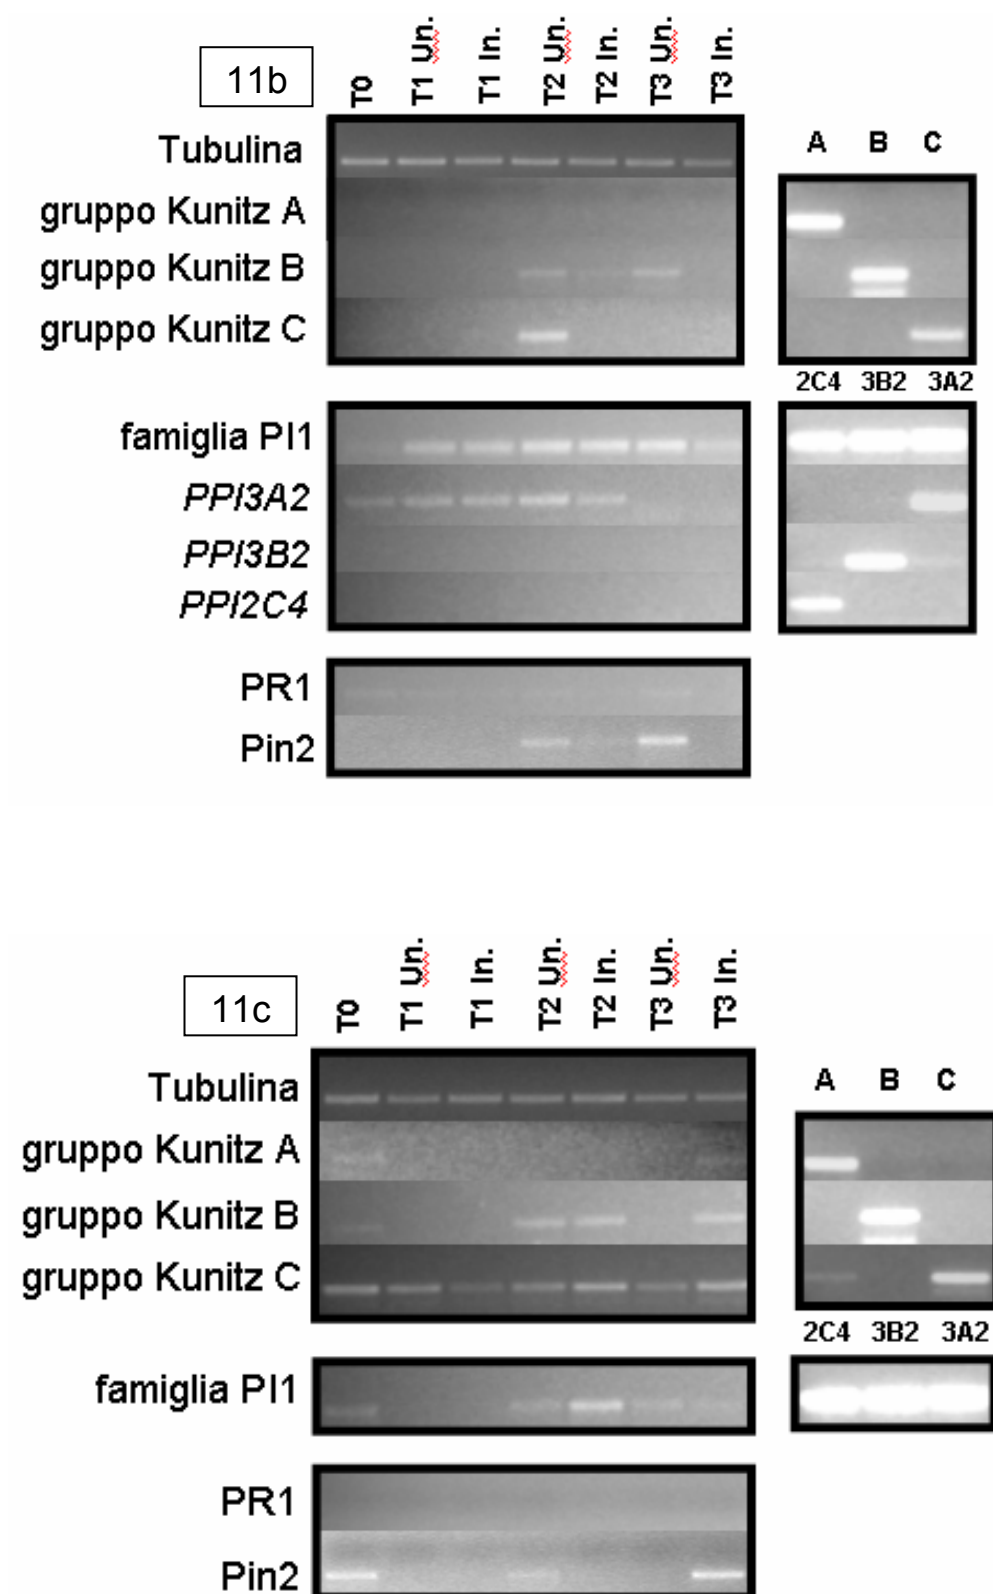 11b
T0 T1 Un. T1 In. T2 Un. T2 In. T3 Un. T3 In.
A B C
Tubulina
gruppo Kunitz A
gruppo Kunitz B
gruppo Kunitz C
2C4 3B2 3A2
famiglia PI1
PPI3A2
PPI3B2
PPI2C4
PR1
Pin2
11c
T0 T1 Un. T1 In. T2 Un. T2 In. T3 Un. T3 In.
A B C
Tubulina
gruppo Kunitz A
gruppo Kunitz B
gruppo Kunitz C
2C4 3B2 3A2
famiglia PI1
PR1
Pin2